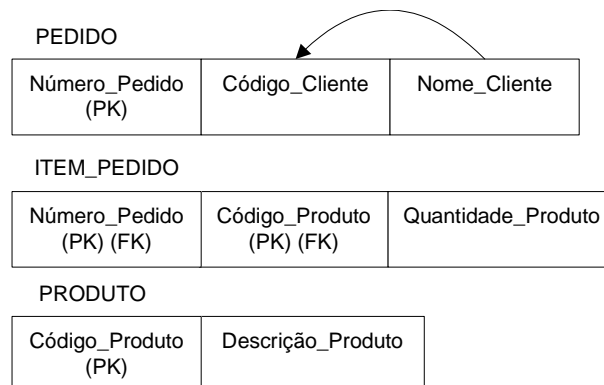 PEDIDO
Número_Pedido Código_Cliente Nome_Cliente
(PK)
ITEM_PEDIDO
Número_Pedido Código_Produto Quantidade_Produto
(PK) (FK) (PK) (FK)
PRODUTO
Código_Produto Descrição_Produto
(PK)